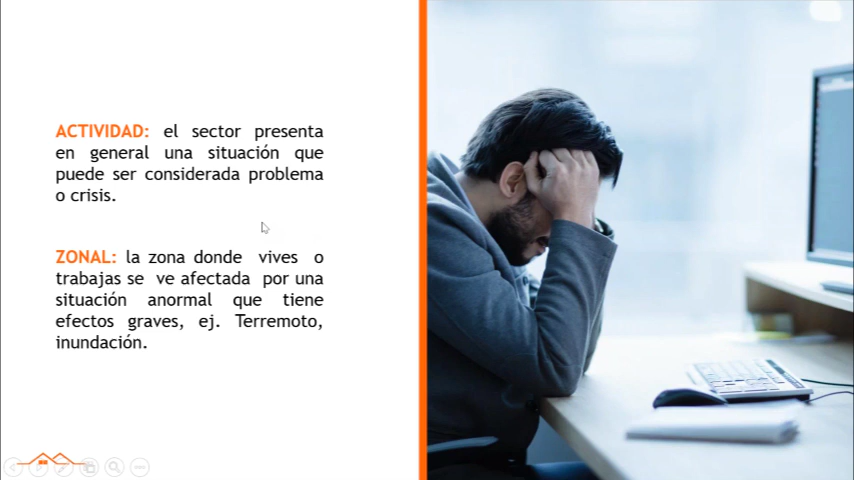 ACTIVIDAD: el sector presenta
en general una situación que
puede ser considerada problema
o crisis.
ZONAL: la zona donde vives o
trabajas se ve afectada por una
situación anormal que tiene
efectos graves, ej. Terremoto,
inundación.